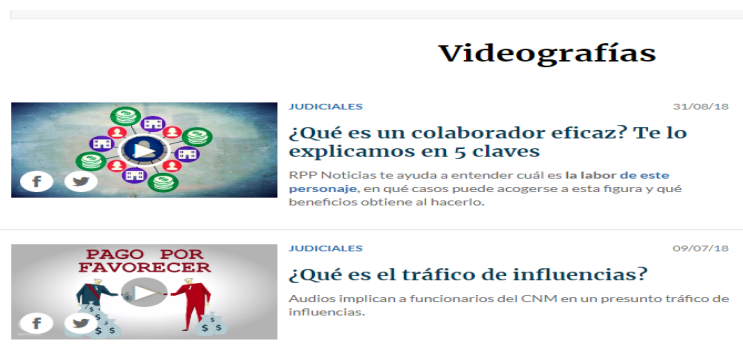 Videografías
JUDICIALES
31/08/18
¿Qué es un colaborador eficaz? Te lo
explicamos en 5 claves
RPP Noticias te ayuda a entender cuál es la labor de este
personaje, en qué casos puede acogerse a esta figura y qué
beneficios obtiene al hacerlo.
PAGO POR
FAVORECER
JUDICIALES
09/07/18
¿Qué es el tráfico de influencias?
Audios implican a funcionarios del CNM en un presunto tráfico de
influencias.